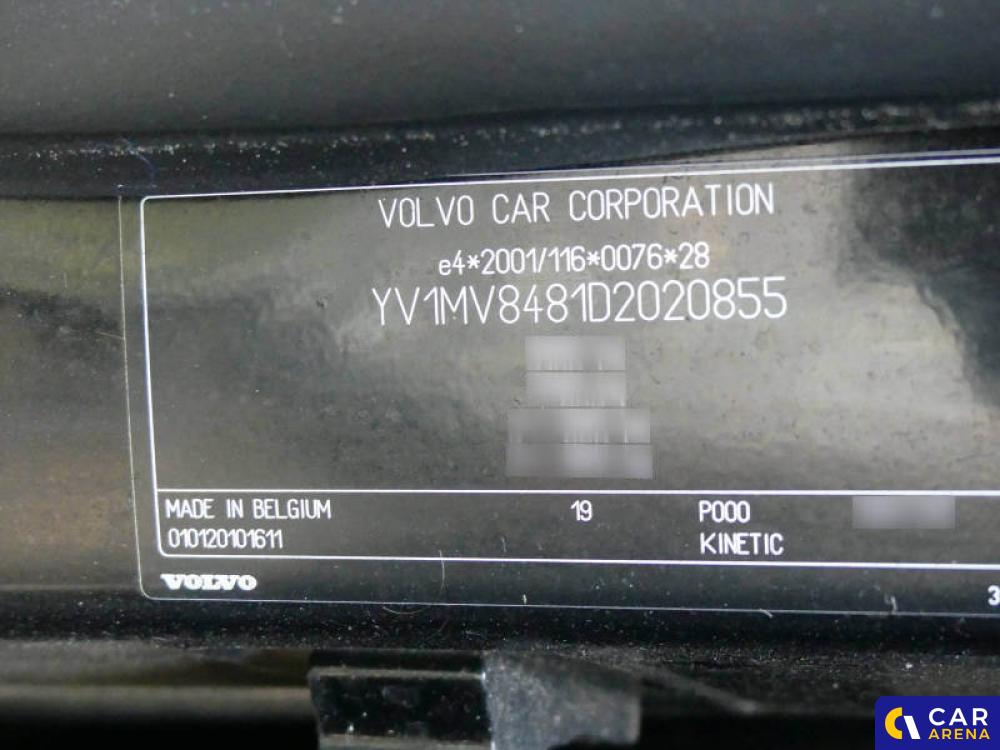 VOLVO CAR CORPORATION
e4*2001/116*0076*28
YV1MV8481D2020855
MADE IN BELGIUM 19 P000
010120101611 KINETIC
VOLVO 3
CAR
ARENA